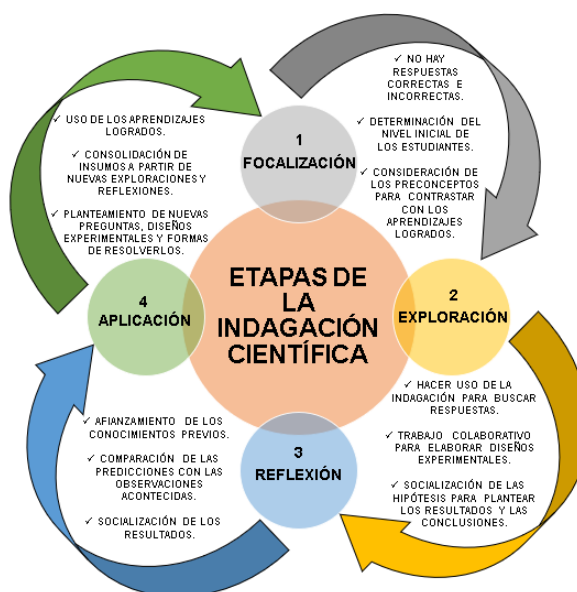 ETAPAS DE
LA
INDAGACIÓN
CIENTÍFICA
1
FOCALIZACIÓN
✓ NO HAY
RESPUESTAS
CORRECTAS E
INCORRECTAS.
✓ DETERMINACIÓN DEL
NIVEL INICIAL DE
LOS ESTUDIANTES.
✓ CONSIDERACIÓN DE
LOS PRECONCEPTOS
PARA CONTRASTAR
CON LOS
APRENDIZAJES
LOGRADOS.
2
EXPLORACIÓN
✓ HACER USO DE LA
INDAGACIÓN PARA BUSCAR
RESPUESTAS.
✓ TRABAJO COLABORATIVO
PARA ELABORAR DISEÑOS
EXPERIMENTALES.
✓ SOCIALIZACIÓN DE LAS
HIPÓTESIS PARA PLANTEAR
LOS RESULTADOS Y LAS
CONCLUSIONES.
3
REFLEXIÓN
✓ AFIANZAMIENTO DE LOS
CONOCIMIENTOS PREVIOS.
✓ COMPARACIÓN DE LAS
PREDICCIONES CON LAS
OBSERVACIONES
ACONTECIDAS.
✓ SOCIALIZACIÓN DE LOS
RESULTADOS.
4
APLICACIÓN
✓ USO DE LOS APRENDIZAJES
LOGRADOS.
✓ CONSOLIDACIÓN DE
INSUMOS A PARTIR DE
NUEVAS EXPLORACIONES Y
REFLEXIONES.
✓ PLANTEAMIENTO DE NUEVAS
PREGUNTAS, DISEÑOS
EXPERIMENTALES Y FORMAS
DE RESOLVERLOS.